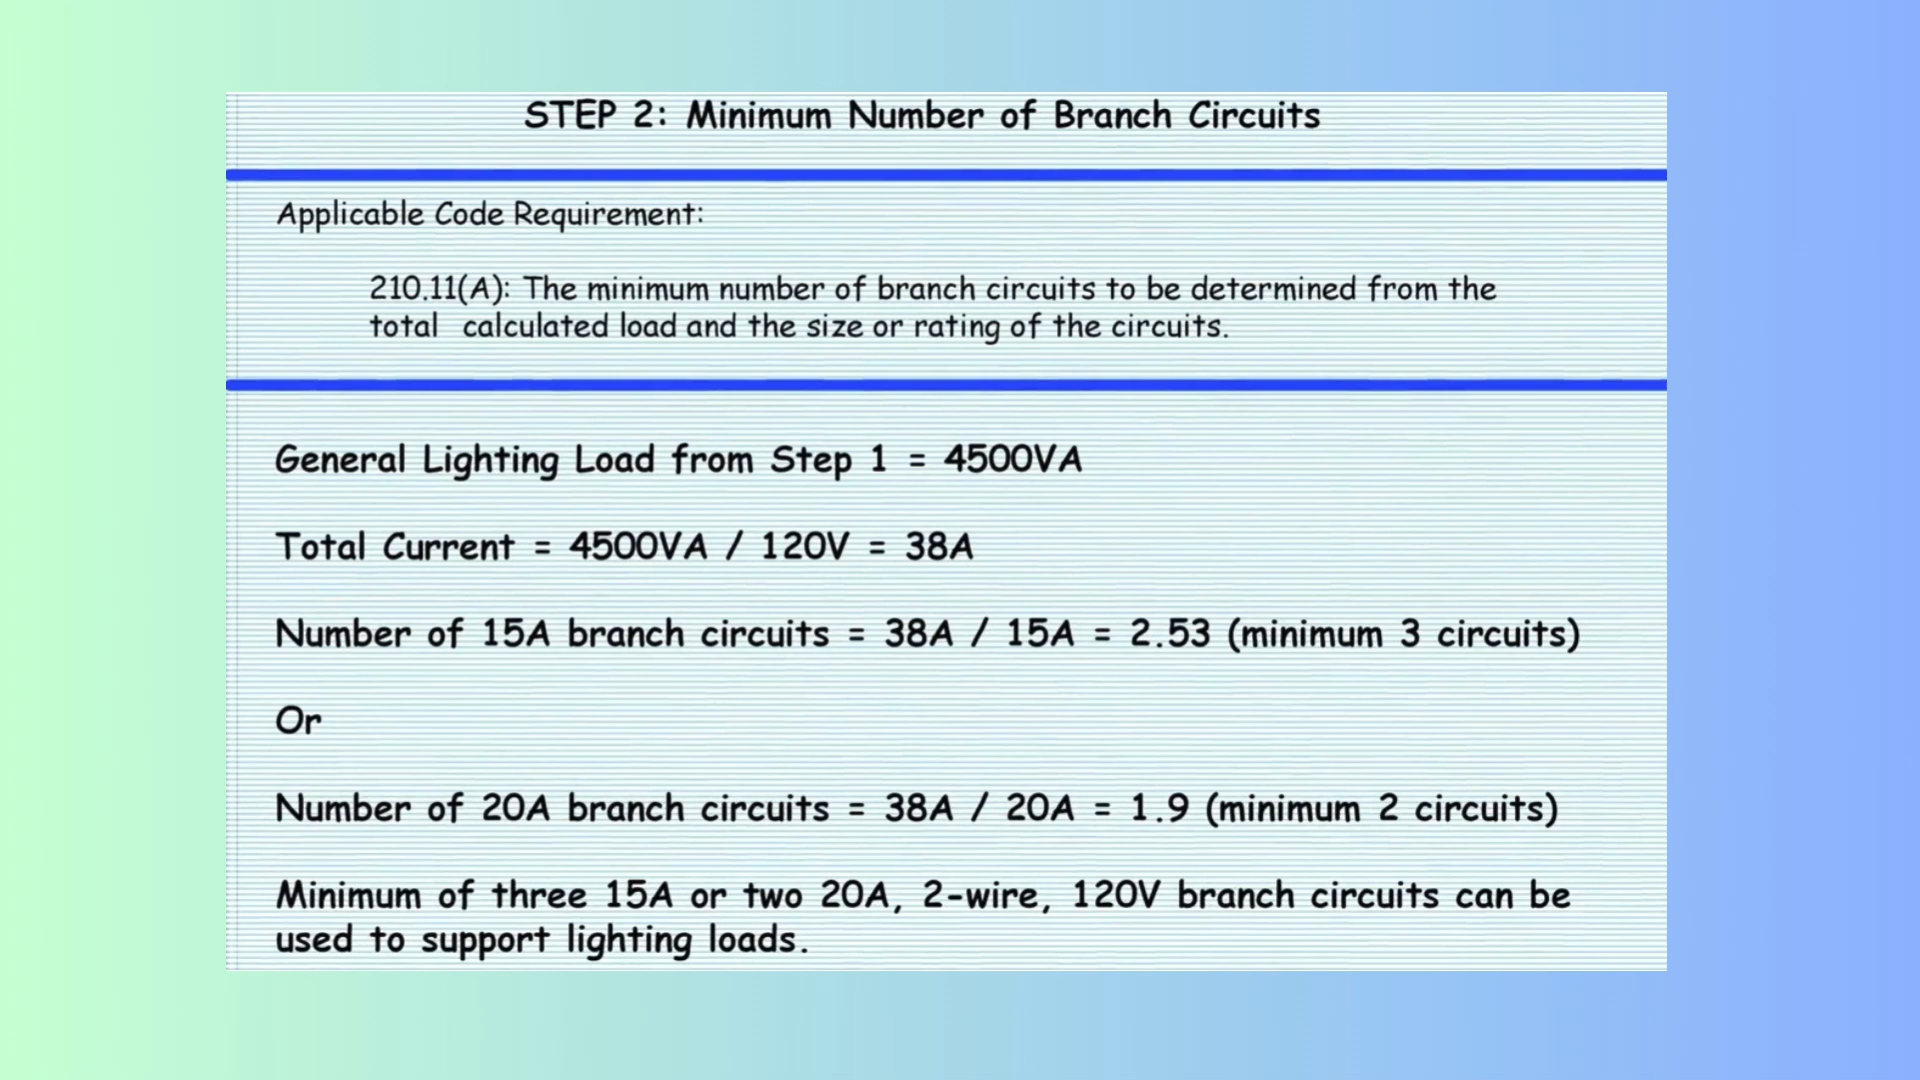 STEP 2: Minimum Number of Branch Circuits
Applicable Code Requirement:
210.11(A): The minimum number of branch circuits to be determined from the
total calculated load and the size or rating of the circuits.
General Lighting Load from Step 1 = 4500VA
Total Current = 4500VA / 120V = 38A
Number of 15A branch circuits = 38A / 15A = 2.53 (minimum 3 circuits)
Or
Number of 20A branch circuits = 38A / 20A = 1.9 (minimum 2 circuits)
Minimum of three 15A or two 20A, 2-wire, 120V branch circuits can be
used to support lighting loads.